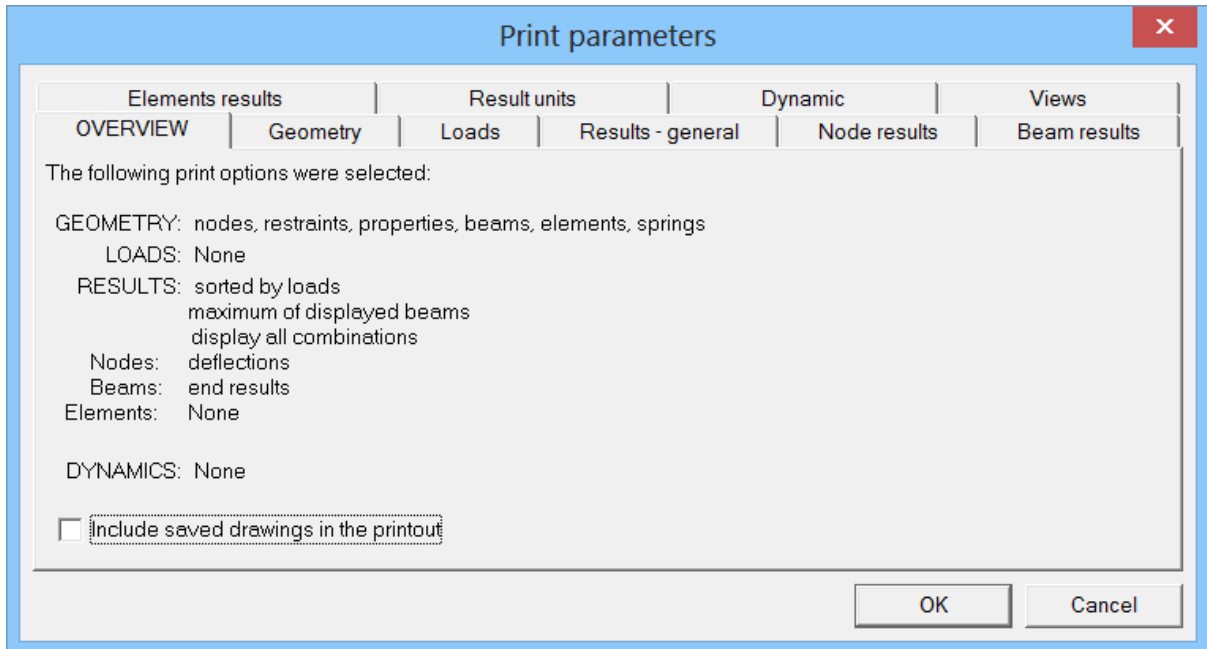 Print parameters
Elements results
Result units
Dynamic
Views
OVERVIEW
Geometry
Loads
Results - general
Node results
Beam results
The following print options were selected:
GEOMETRY: nodes, restraints, properties, beams, elements, springs
LOADS: None
RESULTS: sorted by loads
maximum of displayed beams
display all combinations
Nodes: deflections
Beams: end results
Elements: None
DYNAMICS: None
Include saved drawings in the printout
OK
Cancel